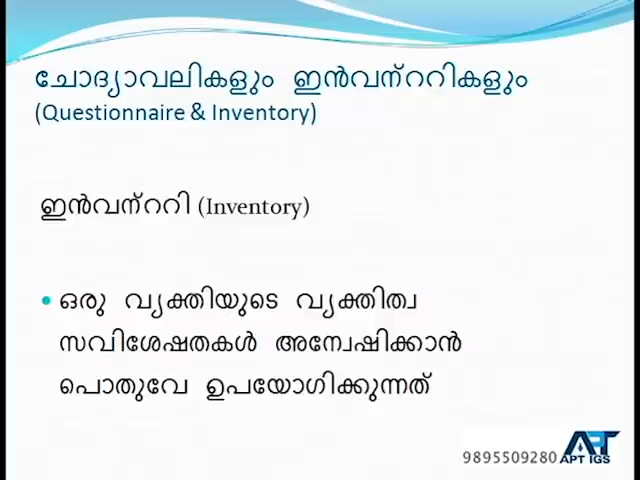 ചോദ്യാവലികളും ഇൻവന്ററികളും
(Questionnaire & Inventory)
ഇൻവന്ററി (Inventory)
• ഒരു വ്യക്തിയുടെ വ്യക്തിത്വ
സവിശേഷതകൾ അന്വേഷിക്കാൻ
പൊതുവേ ഉപയോഗിക്കുന്നത്
9895509280 APT IGS